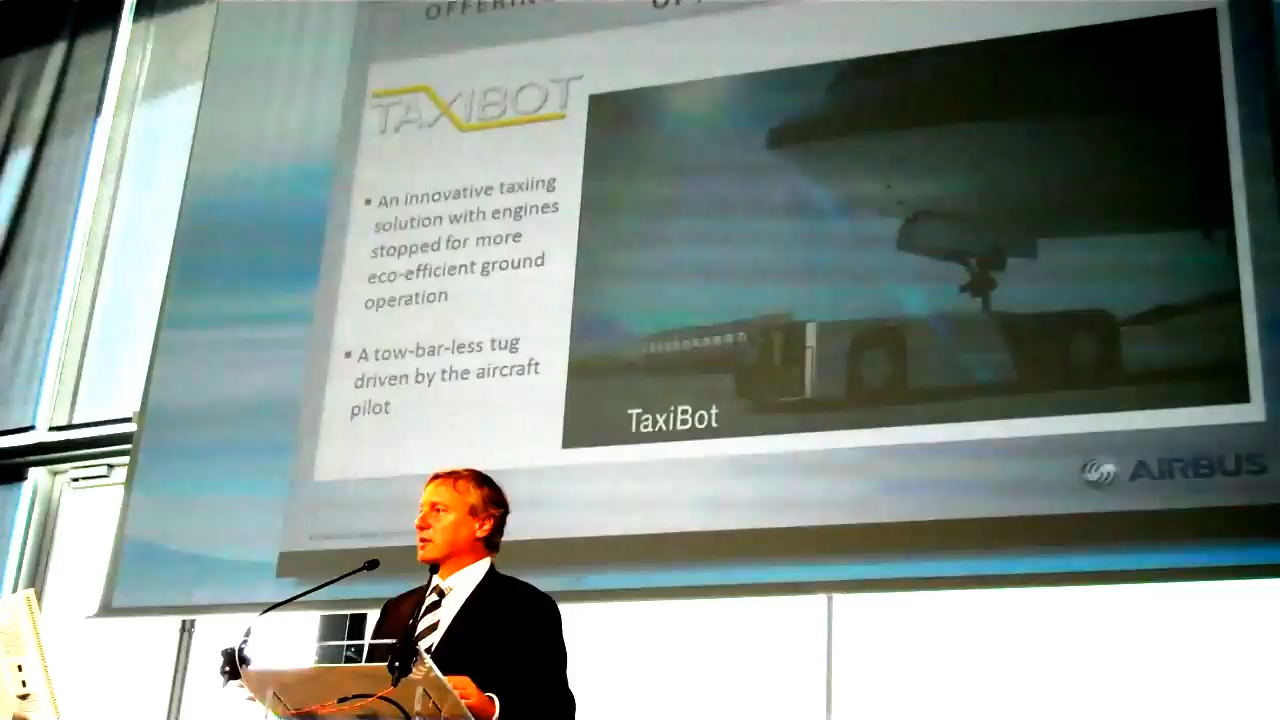 TAXIBOT
▪ An innovative taxiing
solution with engines
stopped for more
eco-efficient ground
operation
▪ A tow-bar-less tug
driven by the aircraft
pilot
TaxiBot
AIRBUS